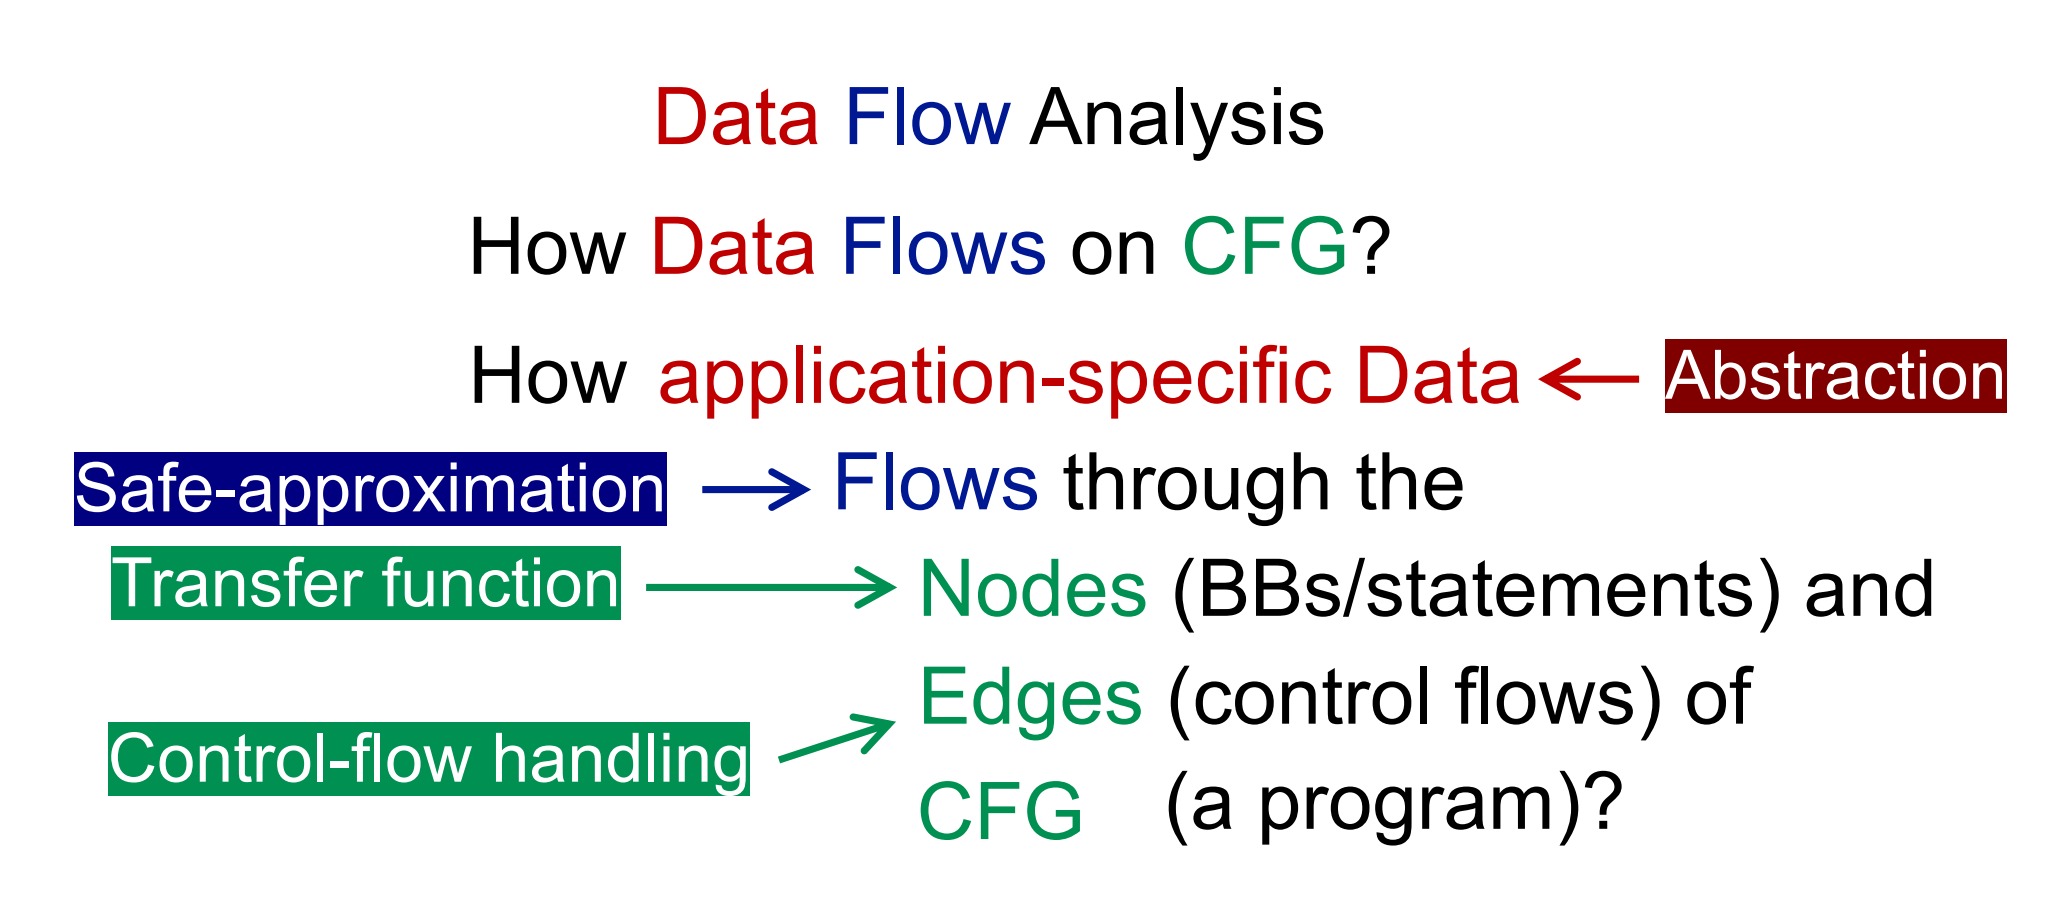 Data Flow Analysis
How Data Flows on CFG?
How application-specific Data Abstraction
Safe-approximation Flows through the
Transfer function Nodes (BBs/statements) and
Edges (control flows) of
Control-flow handling
CFG (a program)?